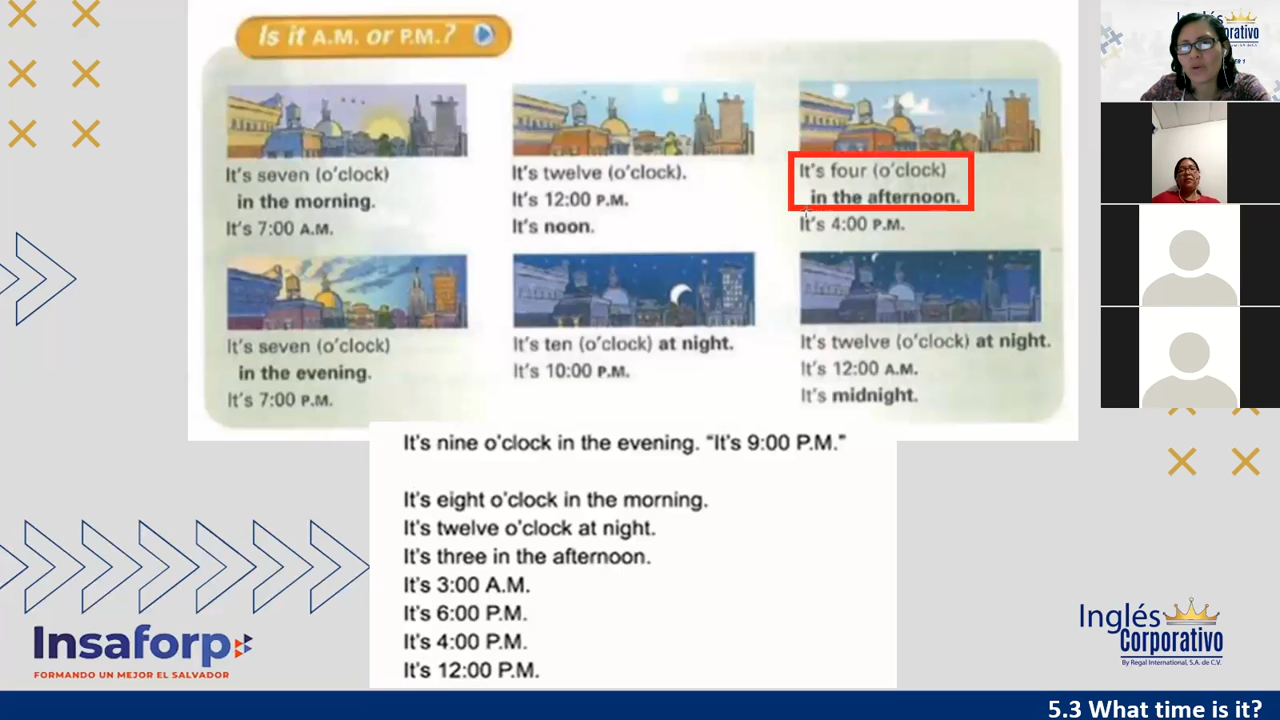 Is it A.M. or P.M.?
It's seven (o'clock)
in the morning.
It's 7:00 A.M.
It's twelve (o'clock).
It's 12:00 P.M.
It's noon.
It's four (o'clock)
in the afternoon.
It's 4:00 P.M.
It's seven (o'clock)
in the evening.
It's 7:00 P.M.
It's ten (o'clock) at night.
It's 10:00 P.M.
It's twelve (o'clock) at night.
It's 12:00 A.M.
It's midnight.
It's nine o'clock in the evening. “It's 9:00 P.M.”
It's eight o'clock in the morning.
It's twelve o'clock at night.
It's three in the afternoon.
It's 3:00 A.M.
It's 6:00 P.M.
It's 4:00 P.M.
It's 12:00 P.M.
Insaforp
FORMANDO UN MEJOR EL SALVADOR
Inglés
Corporativo
By Regal International, S.A. de C.V.
5.3 What time is it?
Inglés